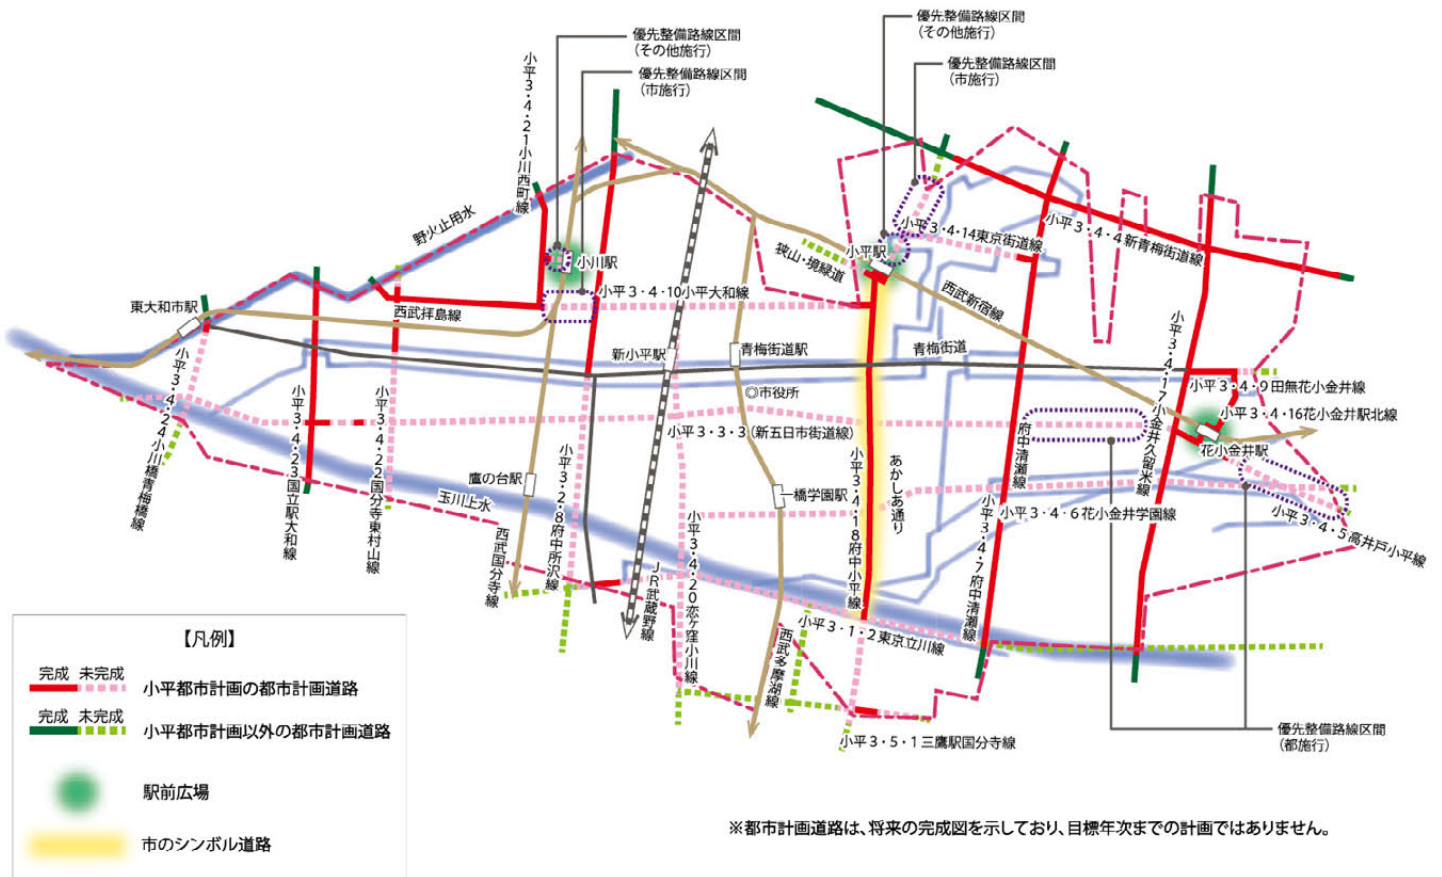 優先整備路線区間
(その他施行)
優先整備路線区間
(市施行)
優先整備路線区間
(その他施行)
優先整備路線区間
(市施行)
小平3・4・21小川西町線
野火止用水
小川駅
小平3・4・10小平大和線
西武拝島線
東大和市駅
狭山・境緑道
小平駅
小平3・4・14東京街道線
小平3・4・4新青梅街道線
西武新宿線
新小平駅
青梅街道駅
青梅街道
◎市役所
小平3・3・3(新五日市街道線)
小平3・4・24小川橋青梅橋線
小平3・4・23国立駅大和線
小平3・4・22国分寺東村山線
鷹の台駅
玉川上水
西武国分寺線
小平3・2・8府中所沢線
JR武蔵野線
小平3・4・20恋ヶ窪小川線
一橋学園駅
西武多摩湖線
小平3・4・18府中小平線
あかしあ通り
府中清瀬線
小平3・4・7府中清瀬線
小平3・4・17小金井久留米線
小平3・4・9田無花小金井線
小平3・4・16花小金井駅北線
花小金井駅
小平3・4・6花小金井学園線
小平3・4・5高井戸小平線
小平3・1・2東京立川線
小平3・5・1三鷹駅国分寺線
優先整備路線区間
(都施行)
【凡例】
完成 未完成
小平都市計画の都市計画道路
完成 未完成
小平都市計画以外の都市計画道路
駅前広場
市のシンボル道路
※都市計画道路は、将来の完成図を示しており、目標年次までの計画ではありません。